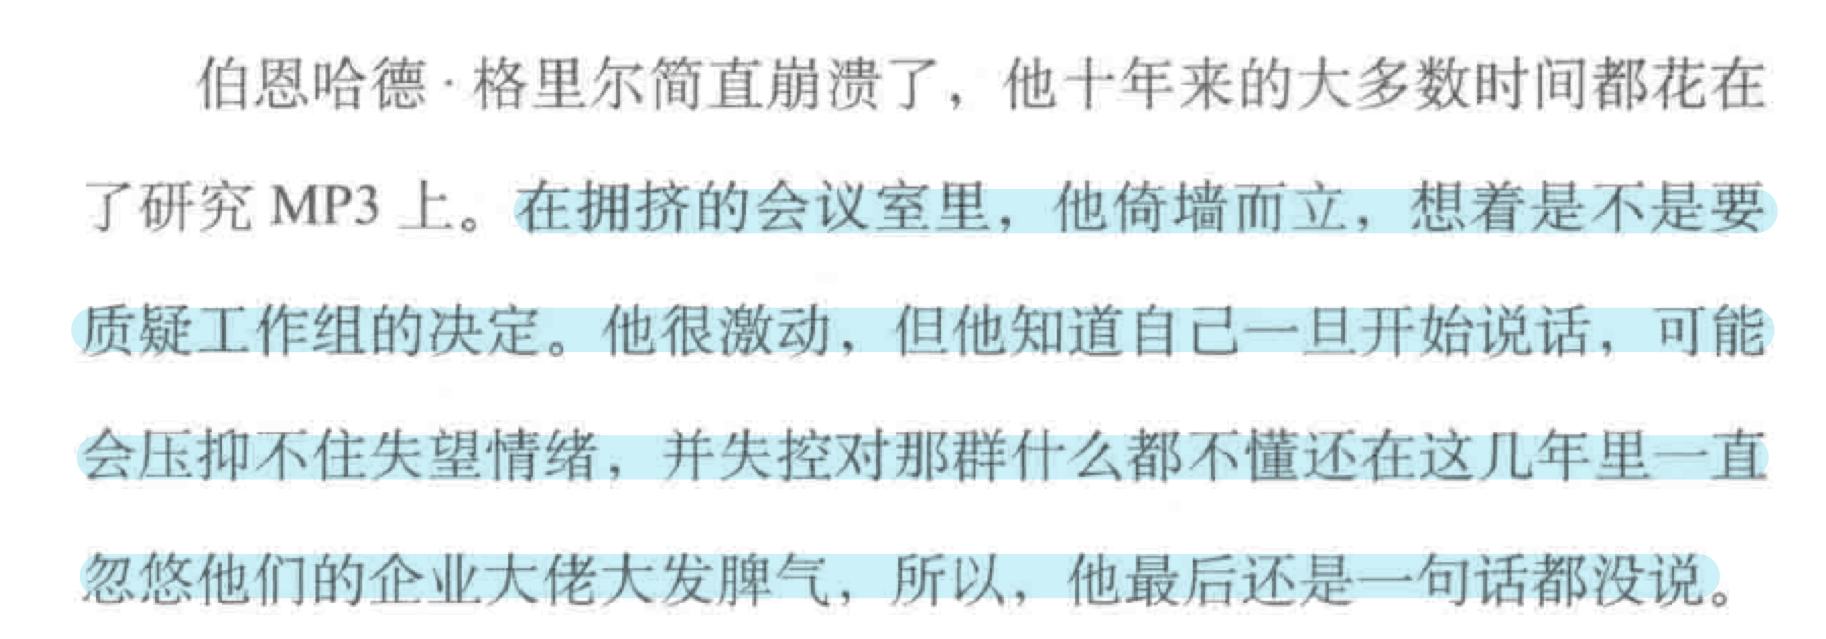 伯恩哈德·格里尔简直崩溃了，他十年来的大多数时间都花在
了研究 MP3 上。在拥挤的会议室里，他倚墙而立，想着是不是要
质疑工作组的决定。他很激动，但他知道自己一旦开始说话，可能
会压抑不住失望情绪，并失控对那群什么都不懂还在这几年里一直
忽悠他们的企业大佬大发脾气，所以，他最后还是一句话都没说。